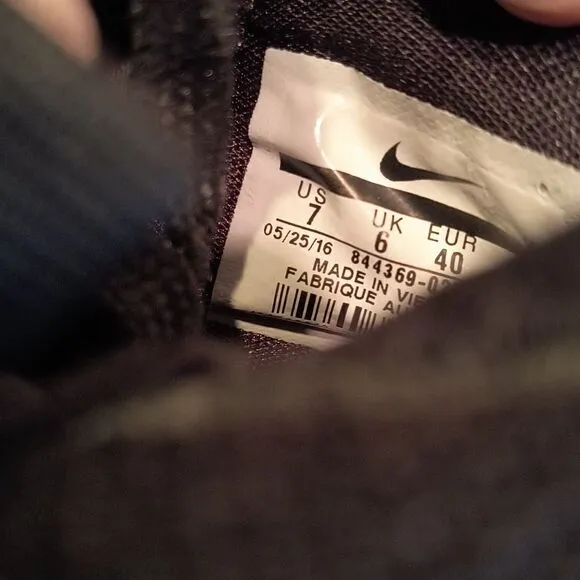 US UK EUR
7 6 40
05/25/16 844369-
MADE IN
FABRIQUE